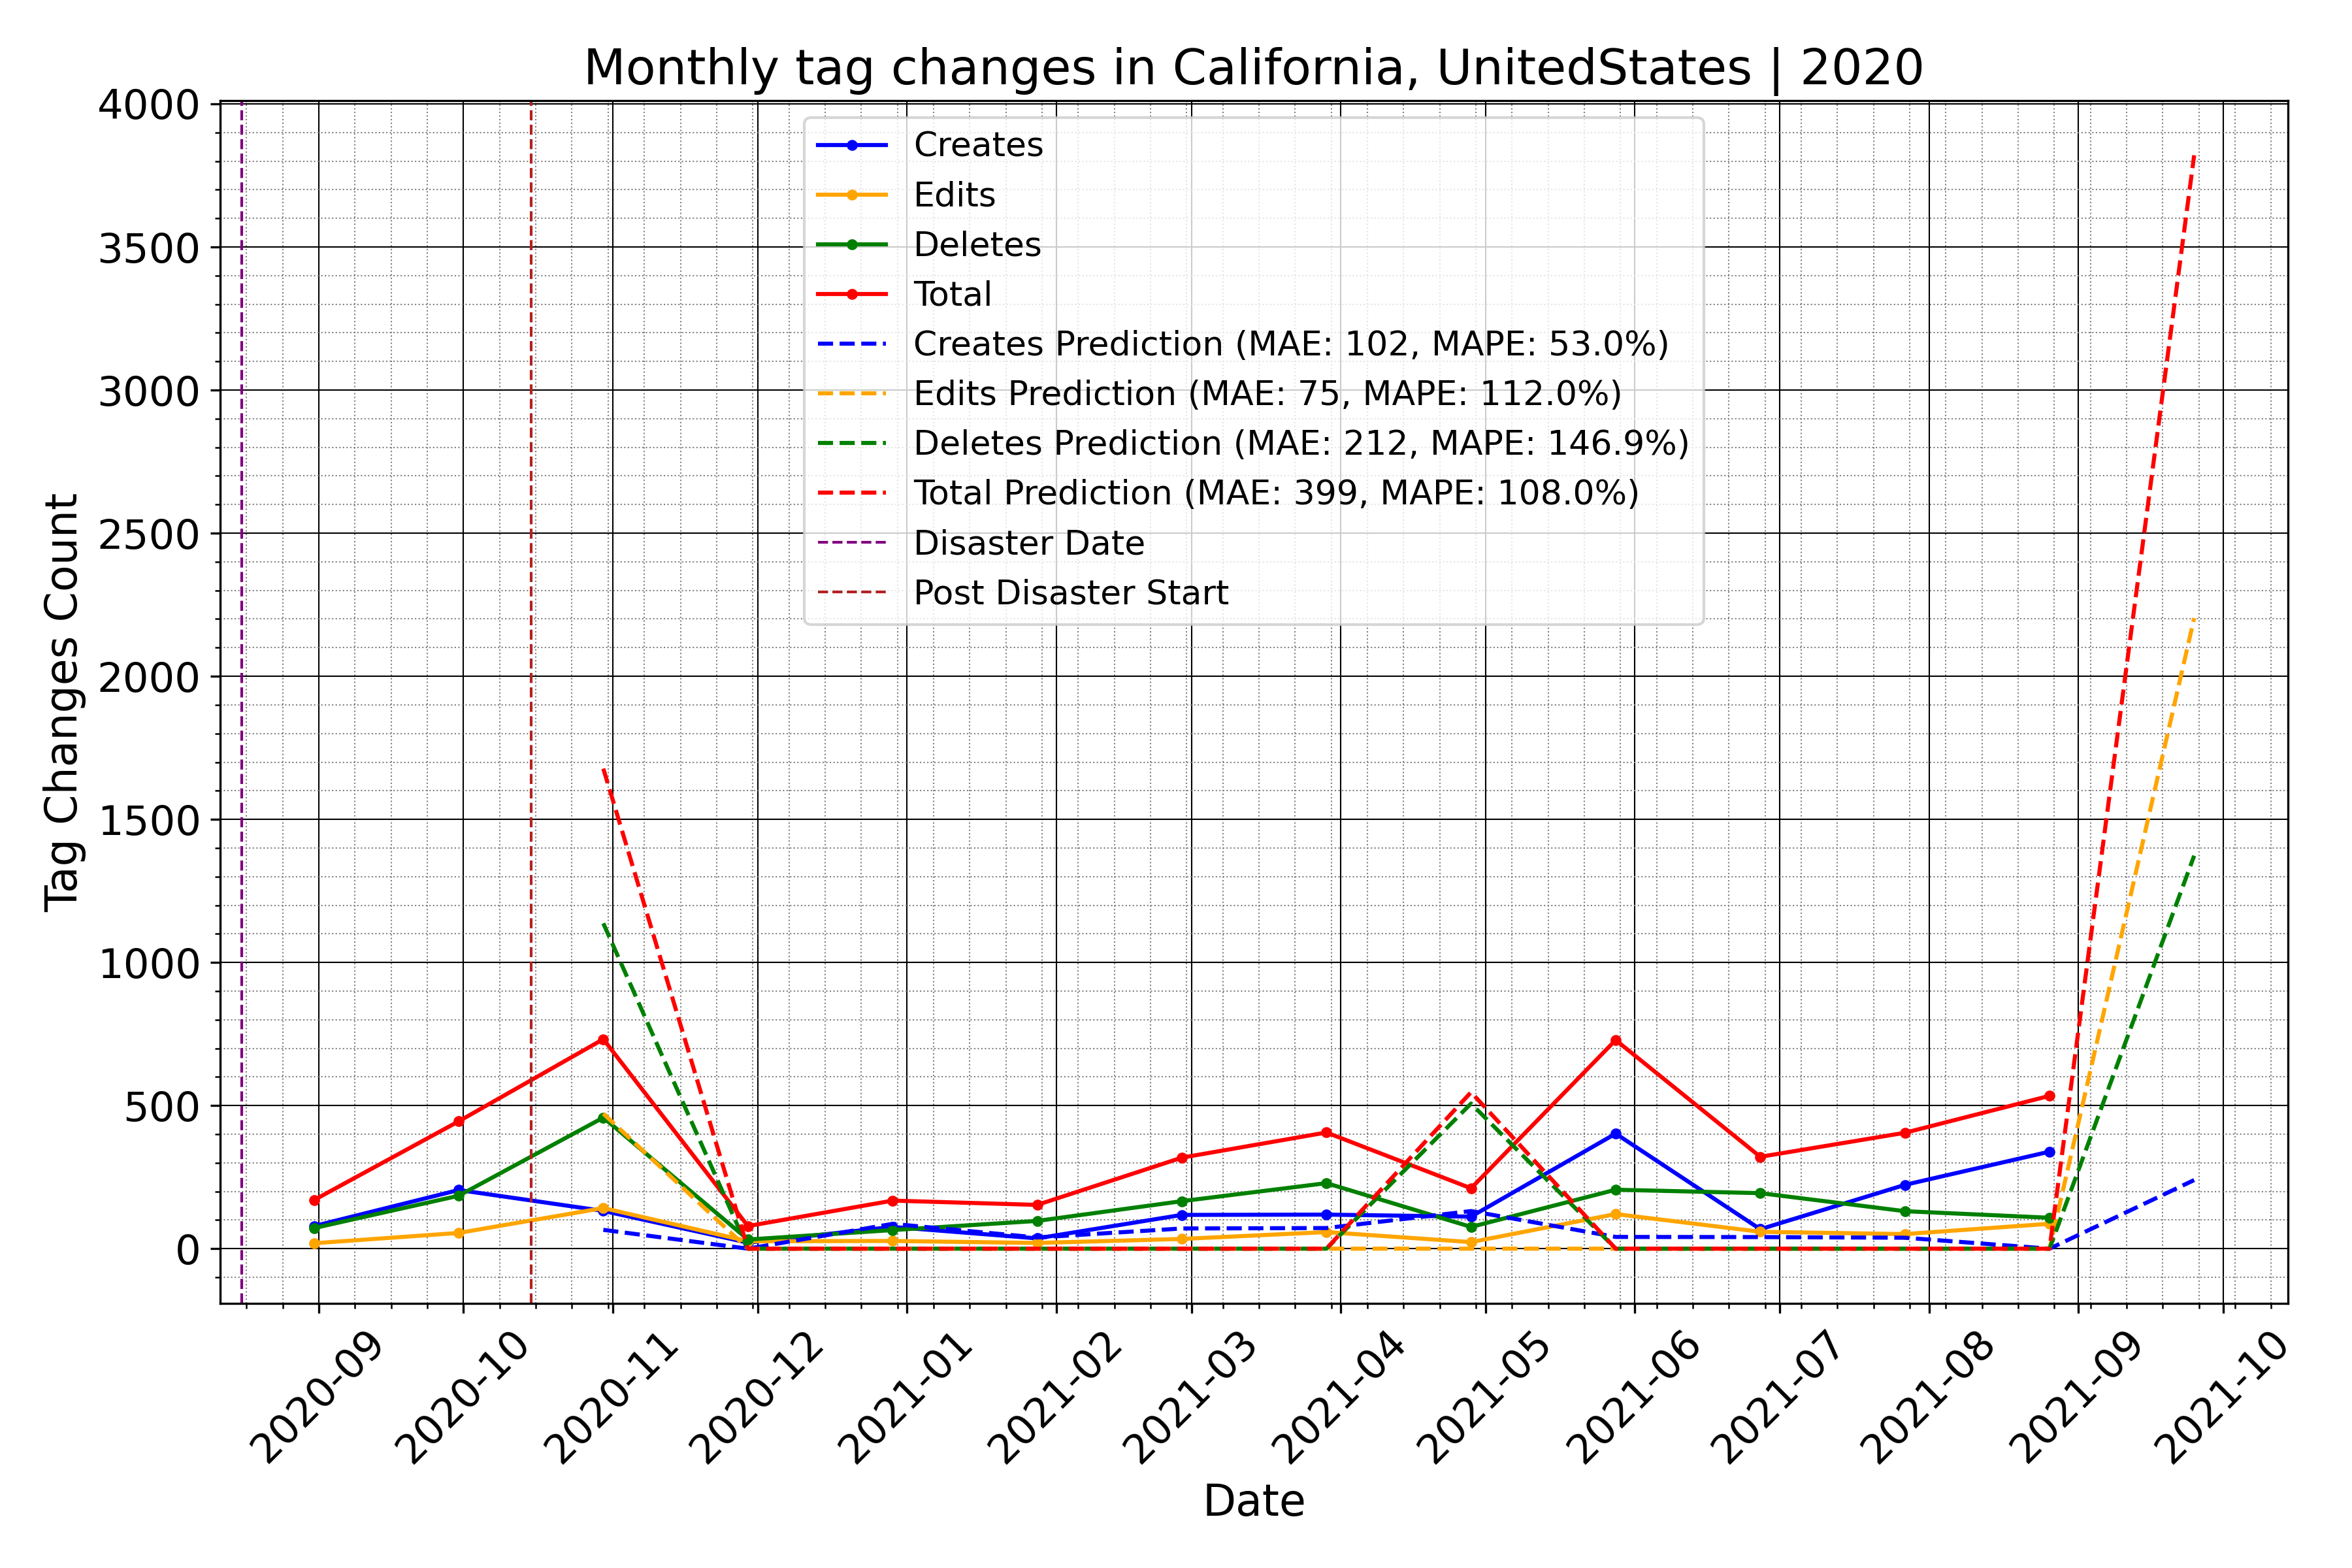 Monthly tag changes in California, UnitedStates | 2020
4000
3500
3000
2500
2000
1500
1000
500
0
Tag Changes Count
Creates
Edits
Deletes
Total
Creates Prediction (MAE: 102, MAPE: 53.0%)
Edits Prediction (MAE: 75, MAPE: 112.0%)
Deletes Prediction (MAE: 212, MAPE: 146.9%)
Total Prediction (MAE: 399, MAPE: 108.0%)
Disaster Date
Post Disaster Start
2020-09
2020-10
2020-11
2020-12
2021-01
2021-02
2021-03
2021-04
2021-05
2021-06
2021-07
2021-08
2021-09
2021-10
Date